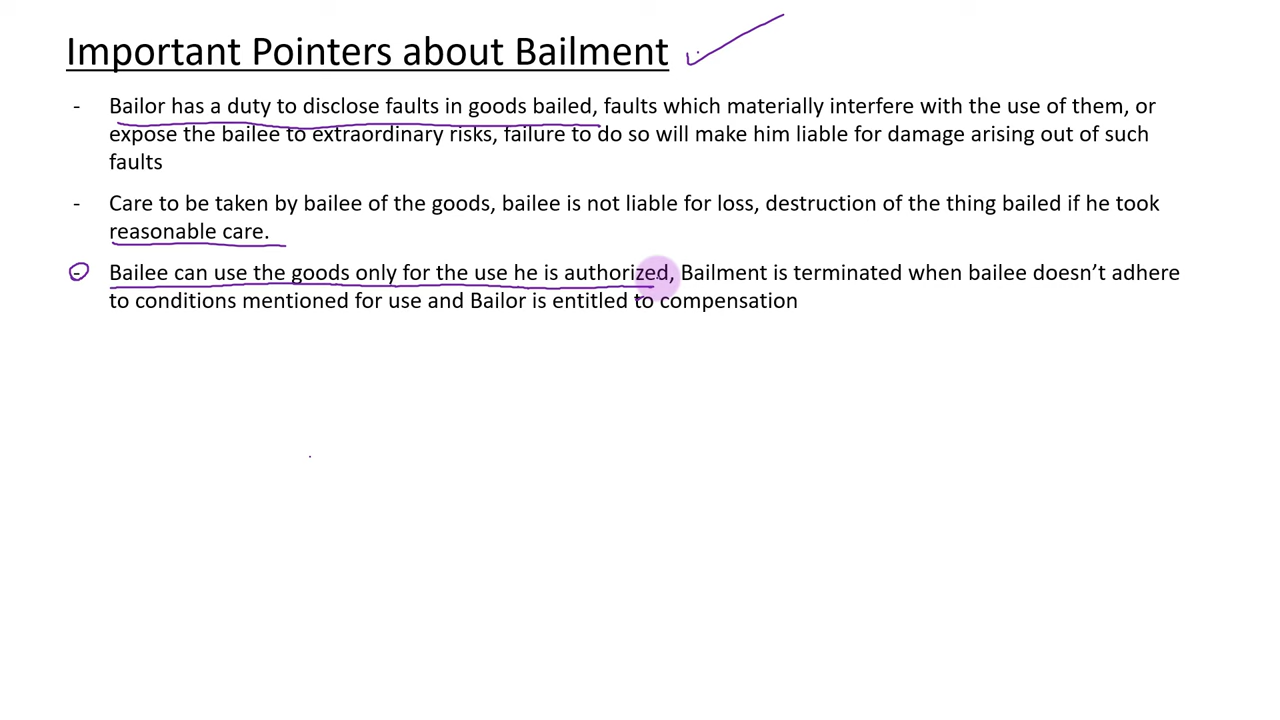 Important Pointers about Bailment
- Bailor has a duty to disclose faults in goods bailed, faults which materially interfere with the use of them, or
expose the bailee to extraordinary risks, failure to do so will make him liable for damage arising out of such
faults
- Care to be taken by bailee of the goods, bailee is not liable for loss, destruction of the thing bailed if he took
reasonable care.
- Bailee can use the goods only for the use he is authorized, Bailment is terminated when bailee doesn’t adhere
to conditions mentioned for use and Bailor is entitled to compensation